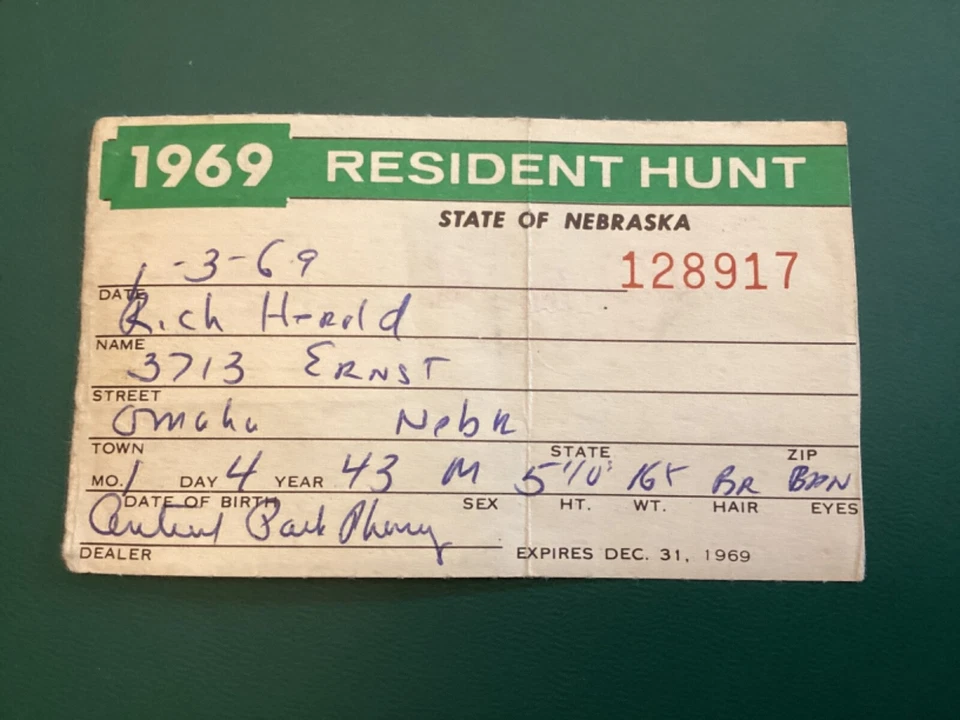 1969 RESIDENT HUNT
STATE OF NEBRASKA
1-3-69 128917
DATE
Rich Herold
NAME
3713 ERNST
STREET
Omaha Nebr
TOWN STATE ZIP
MO. 1 DAY 4 YEAR 43 M 5'10" 165 BR BRN
DATE OF BIRTH SEX HT. WT. HAIR EYES
Central Park
DEALER EXPIRES DEC. 31, 1969